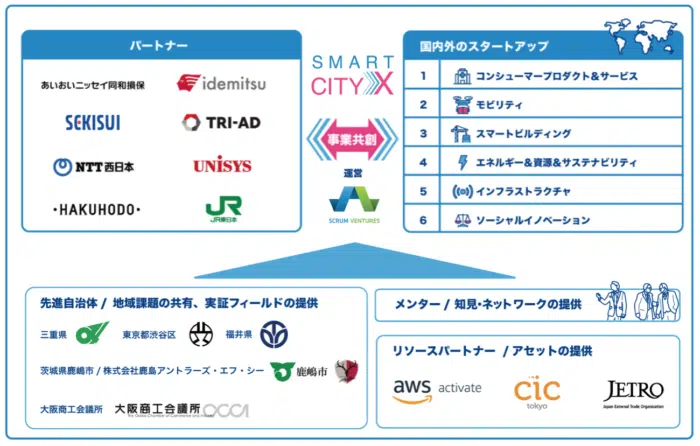 パートナー
あいおいニッセイ同和損保
idemitsu
SEKISUI
TRI-AD
NTT西日本
UNISYS
・HAKUHODO・
JR
JR東日本
SMART
CITY X
事業共創
運営
SCRUM VENTURES
国内外のスタートアップ
1 コンシューマープロダクト&サービス
2 モビリティ
3 スマートビルディング
4 エネルギー&資源&サステナビリティ
5 インフラストラクチャ
6 ソーシャルイノベーション
先進自治体 / 地域課題の共有、実証フィールドの提供
三重県
東京都渋谷区
福井県
茨城県鹿嶋市 / 株式会社鹿島アントラーズ・エフ・シー
鹿嶋市
大阪商工会議所
大阪商工会議所 OCCI
The Osaka Chamber of Commerce and Industry
メンター / 知見・ネットワークの提供
リソースパートナー / アセットの提供
aws activate
cic
tokyo
JETRO
Japan External Trade Organization